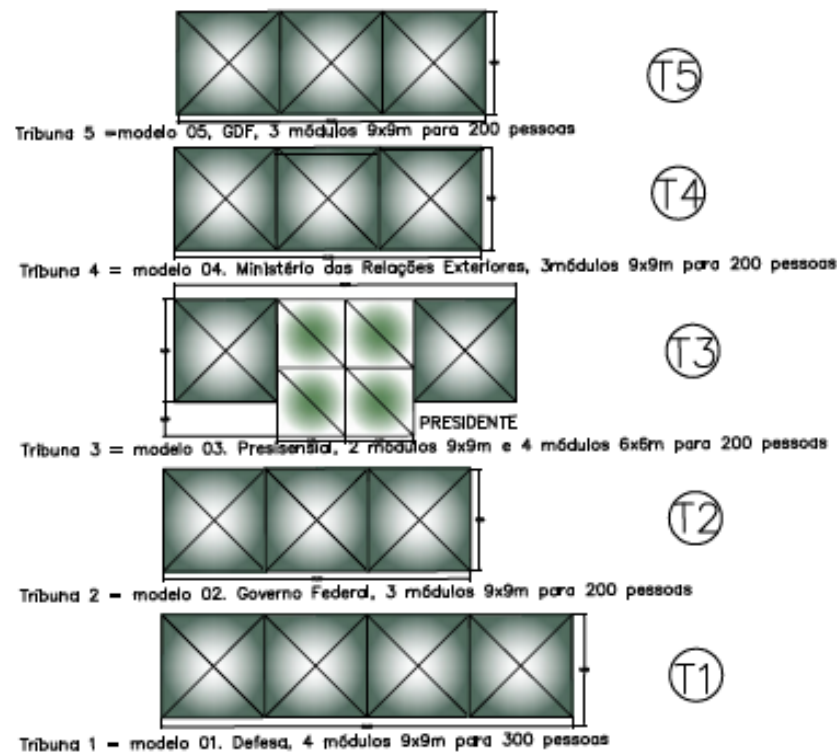 T5
Tribuna 5 =modelo 05, GDF, 3 módulos 9x9m para 200 pessoas
T4
Tribuna 4 = modelo 04. Ministério das Relações Exteriores, 3módulos 9x9m para 200 pessoas
T3
PRESIDENTE
Tribuna 3 = modelo 03. Presisensial, 2 módulos 9x9m e 4 módulos 6x6m para 200 pessoas
T2
Tribuna 2 = modelo 02. Governo Federal, 3 módulos 9x9m para 200 pessoas
T1
Tribuna 1 = modelo 01. Defesa, 4 módulos 9x9m para 300 pessoas